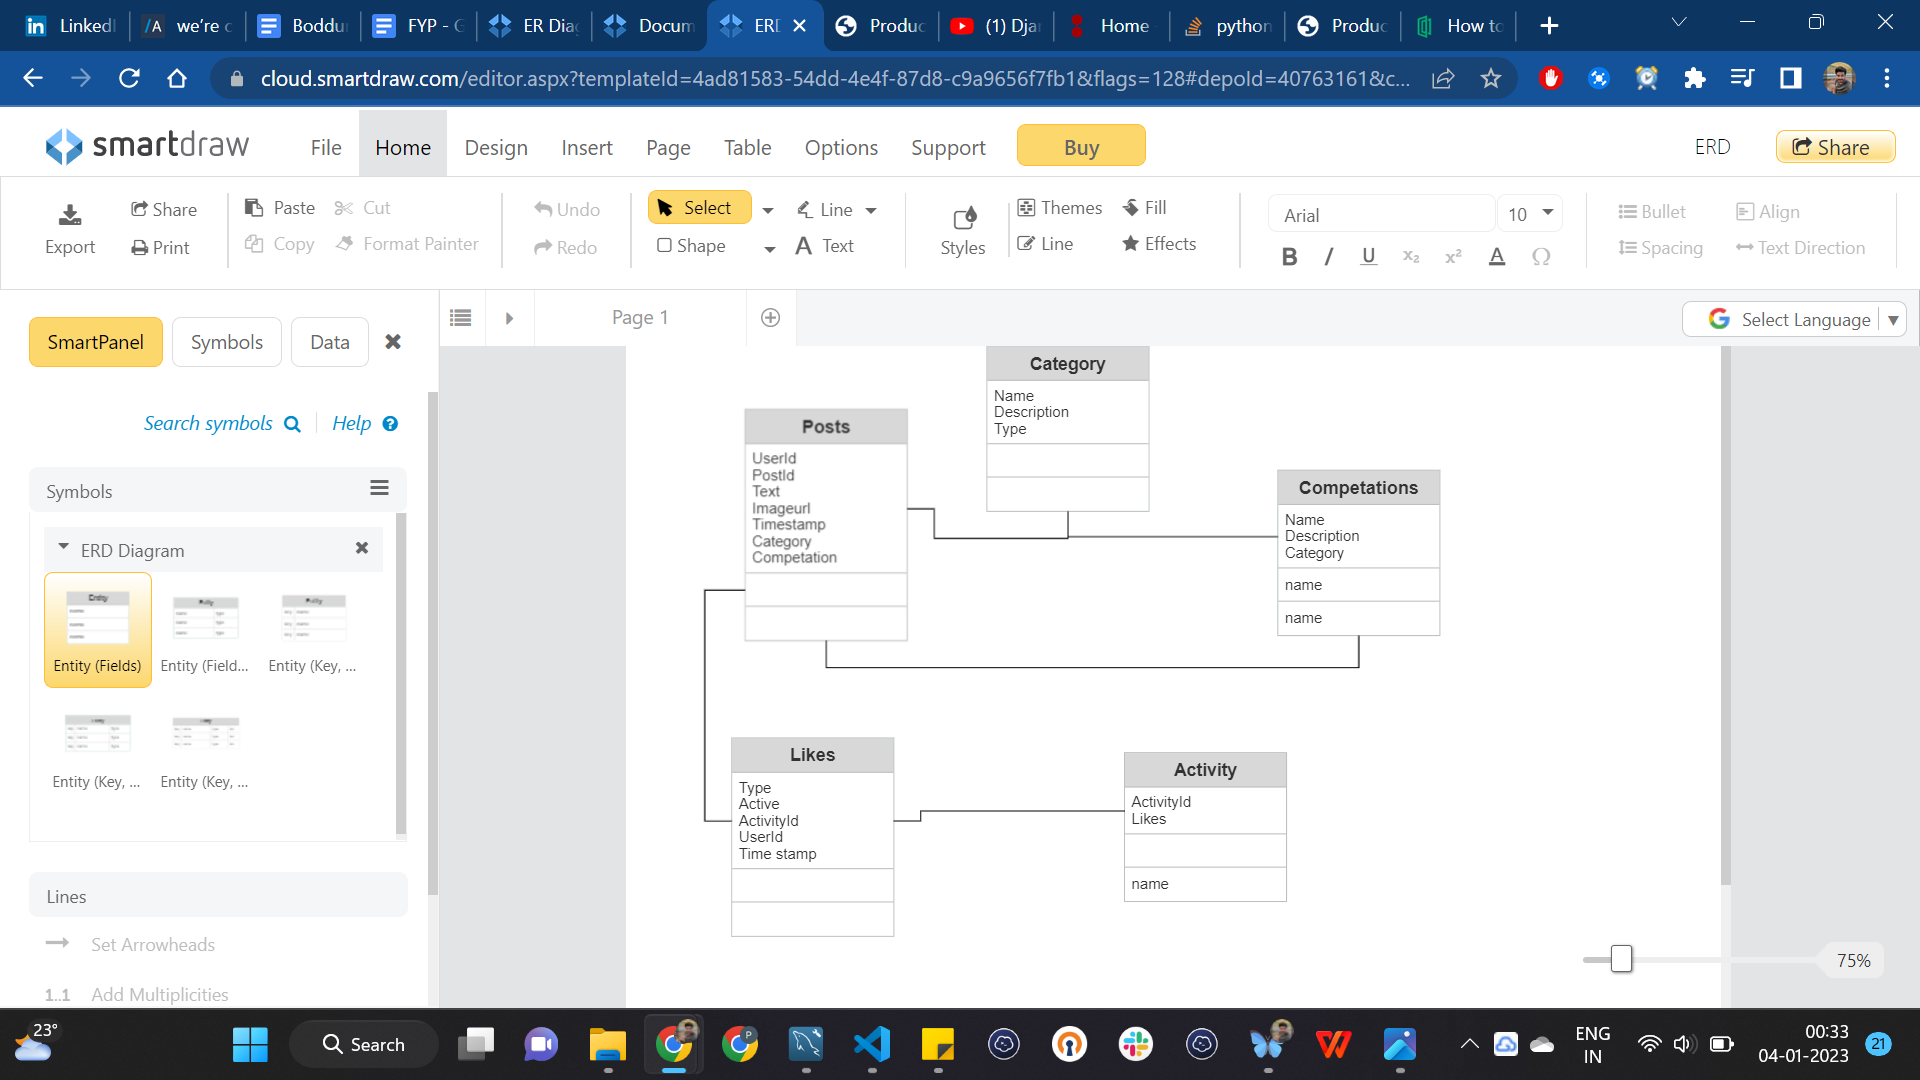 LinkedI
we're c
Boddu
FYP - G
ER Dia
Docum
ERD
Produc
(1) Dja
Home
python
Produc
How to
cloud.smartdraw.com/editor.aspx?templateId=4ad81583-54dd-4e4f-87d8-c9a9656f7fb1&flags=128#depoId=40763161&c...
smartdraw
File
Home
Design
Insert
Page
Table
Options
Support
Buy
ERD
Share
Export
Share
Print
Paste
Cut
Copy
Format Painter
Undo
Redo
Select
Line
Shape
Text
Styles
Themes
Fill
Line
Effects
Arial
10
Bullet
Align
Spacing
Text Direction
SmartPanel
Symbols
Data
Page 1
Select Language
Search symbols
Help
Symbols
ERD Diagram
Entity (Fields)
Entity (Field...
Entity (Key, ...
Entity (Key, ...
Entity (Key, ...
Lines
Set Arrowheads
1..1 Add Multiplicities
Category
Name
Description
Type
Posts
UserId
PostId
Text
Imageurl
Timestamp
Category
Competation
Competations
Name
Description
Category
name
name
Likes
Type
Active
ActivityId
UserId
Time stamp
Activity
ActivityId
Likes
name
75%
23°
Search
ENG
IN
00:33
04-01-2023
21